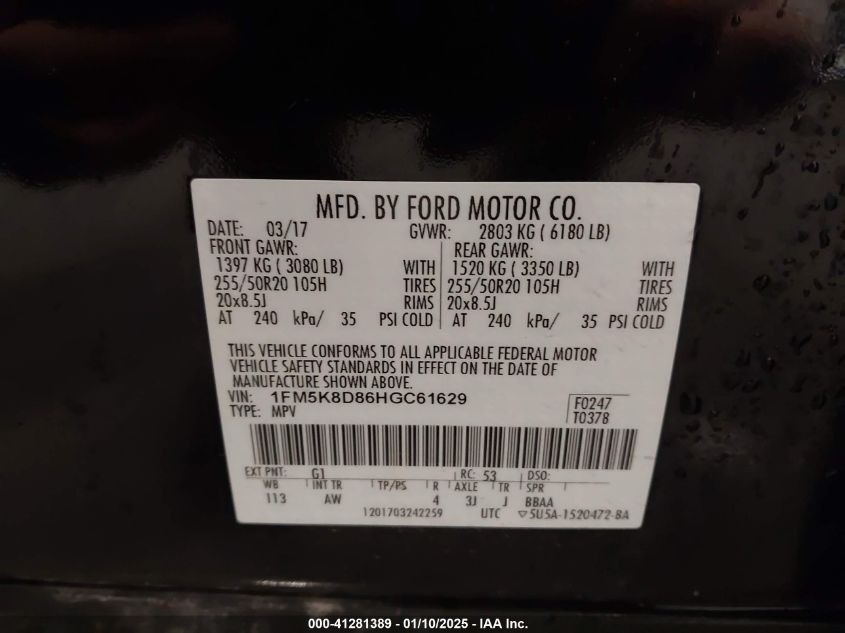 MFD. BY FORD MOTOR CO.
DATE: 03/17 GVWR: 2803 KG ( 6180 LB)
FRONT GAWR: REAR GAWR:
1397 KG ( 3080 LB) WITH 1520 KG ( 3350 LB) WITH
255/50R20 105H TIRES 255/50R20 105H TIRES
20x8.5J RIMS 20x8.5J RIMS
AT 240 kPa/ 35 PSI COLD AT 240 kPa/ 35 PSI COLD
THIS VEHICLE CONFORMS TO ALL APPLICABLE FEDERAL MOTOR
VEHICLE SAFETY STANDARDS IN EFFECT ON THE DATE OF
MANUFACTURE SHOWN ABOVE.
VIN: 1FM5K8D86HGC61629 F0247
TYPE: MPV T0378
EXT PNT: G1 RC: 53 DSO:
WB INT TR TP/PS R AXLE TR SPR
113 AW 4 3J J BBAA
1201703242259 UTC ▽5U5A-1520472-BA
000-41281389 - 01/10/2025 - IAA Inc.